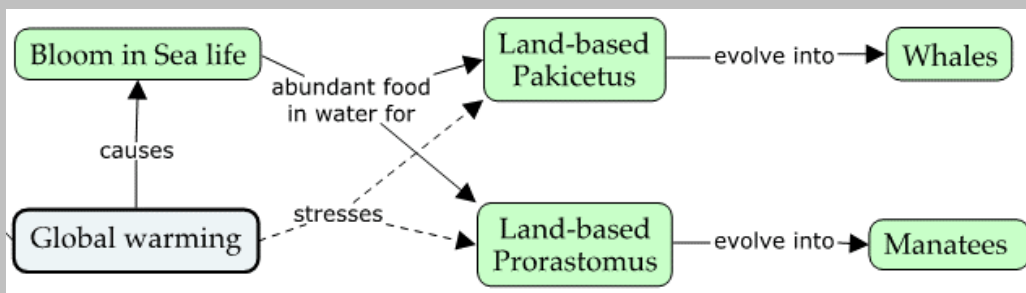 Bloom in Sea life
abundant food
in water for
Land-based
Pakicetus
evolve into
Whales
causes
Global warming
stresses
Land-based
Prorastomus
evolve into
Manatees